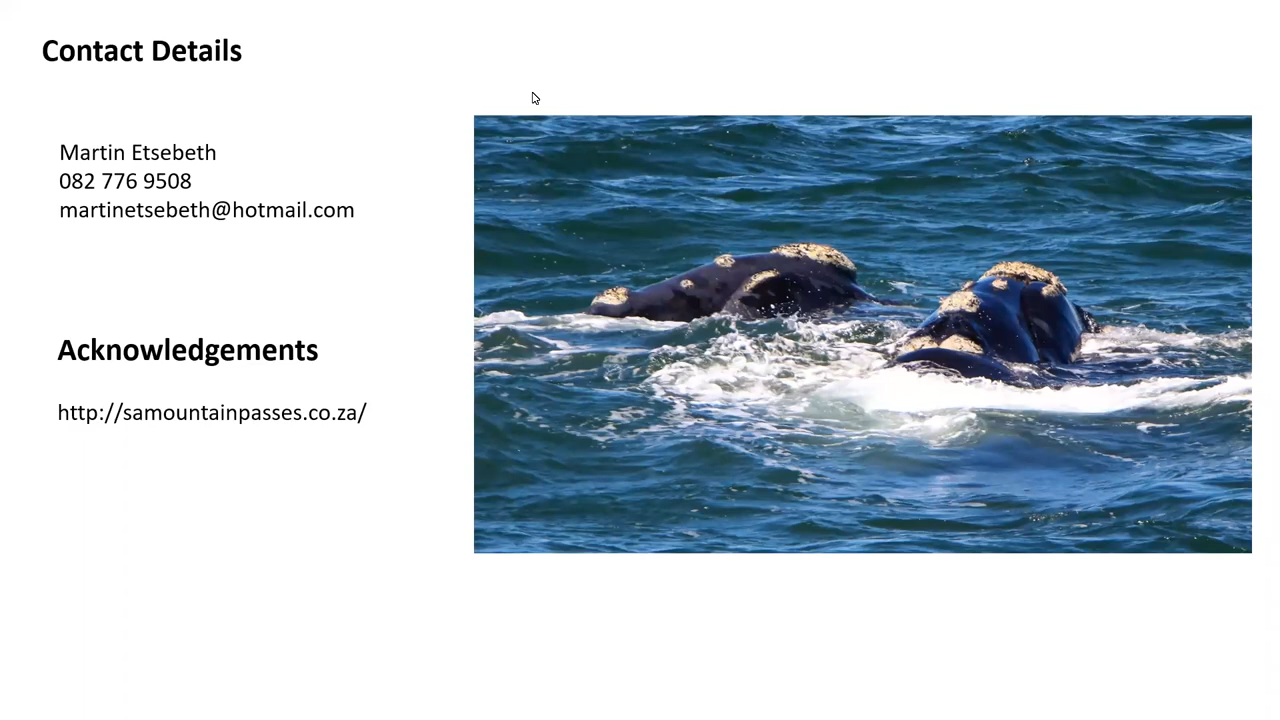 Contact Details
Martin Etsebeth
082 776 9508
martinetsebeth@hotmail.com
Acknowledgements
http://samountainpasses.co.za/